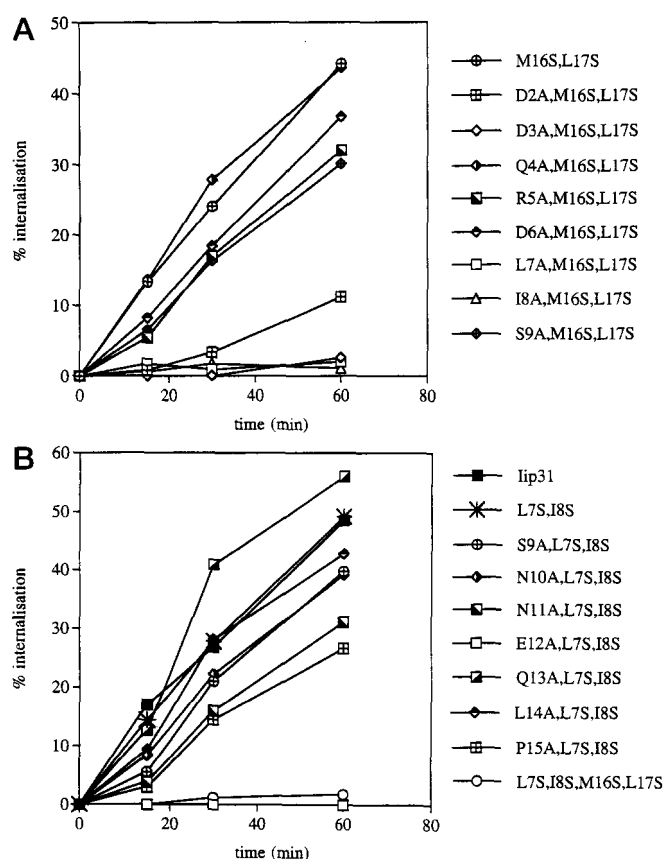 A
50
40
30
20
10
0
% internalisation
0 20 40 60 80
time (min)
M16S,L17S
D2A,M16S,L17S
D3A,M16S,L17S
Q4A,M16S,L17S
R5A,M16S,L17S
D6A,M16S,L17S
L7A,M16S,L17S
I8A,M16S,L17S
S9A,M16S,L17S
B
60
50
40
30
20
10
0
% internalisation
0 20 40 60 80
time (min)
Iip31
L7S,I8S
S9A,L7S,I8S
N10A,L7S,I8S
N11A,L7S,I8S
E12A,L7S,I8S
Q13A,L7S,I8S
L14A,L7S,I8S
P15A,L7S,I8S
L7S,I8S,M16S,L17S